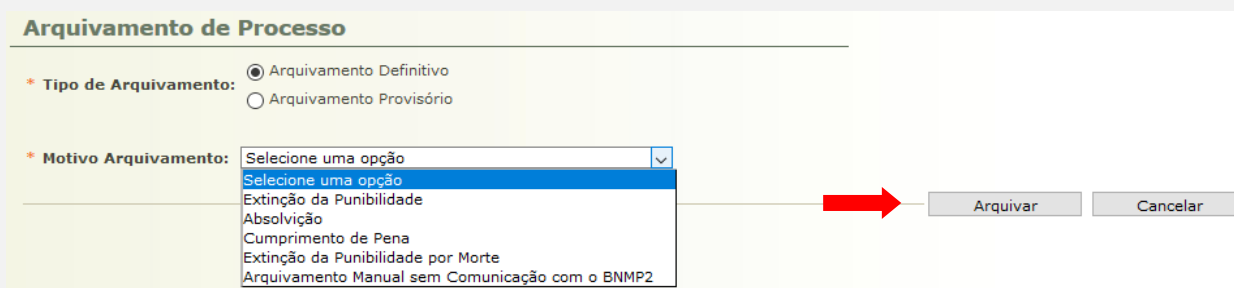 Arquivamento de Processo
* Tipo de Arquivamento:
Arquivamento Definitivo
Arquivamento Provisório
* Motivo Arquivamento:
Selecione uma opção
Selecione uma opção
Extinção da Punibilidade
Absolvição
Cumprimento de Pena
Extinção da Punibilidade por Morte
Arquivamento Manual sem Comunicação com o BNMP2
Arquivar
Cancelar